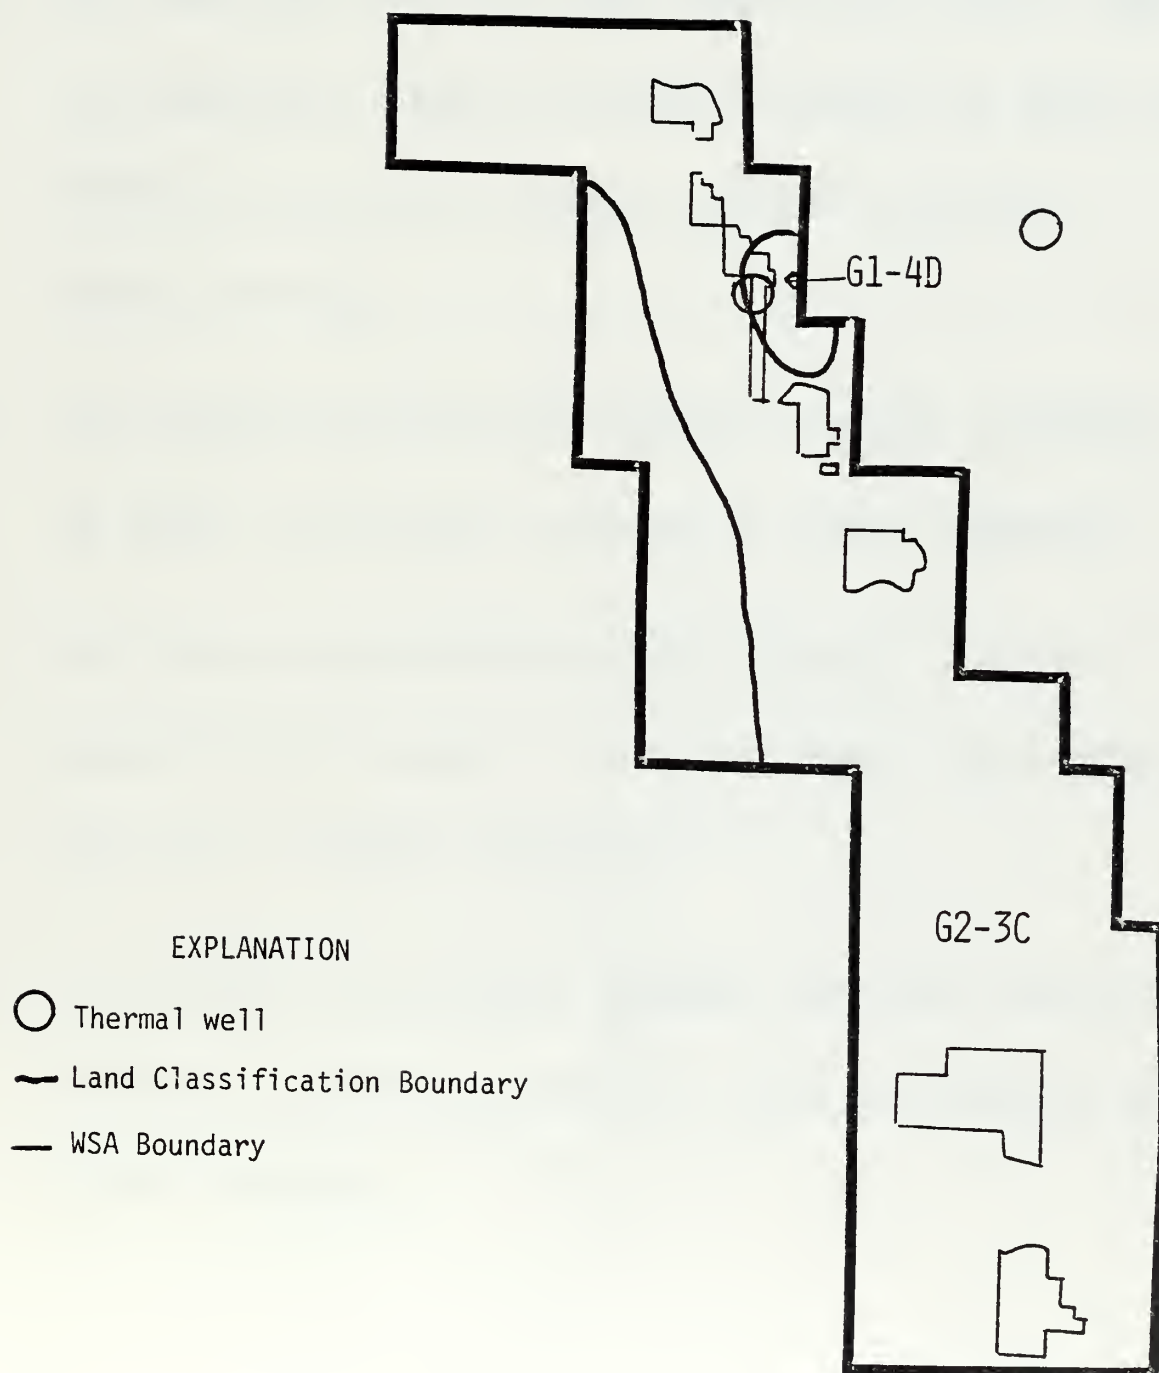 G1-4D
G2-3C
EXPLANATION
Thermal well
Land Classification Boundary
WSA Boundary